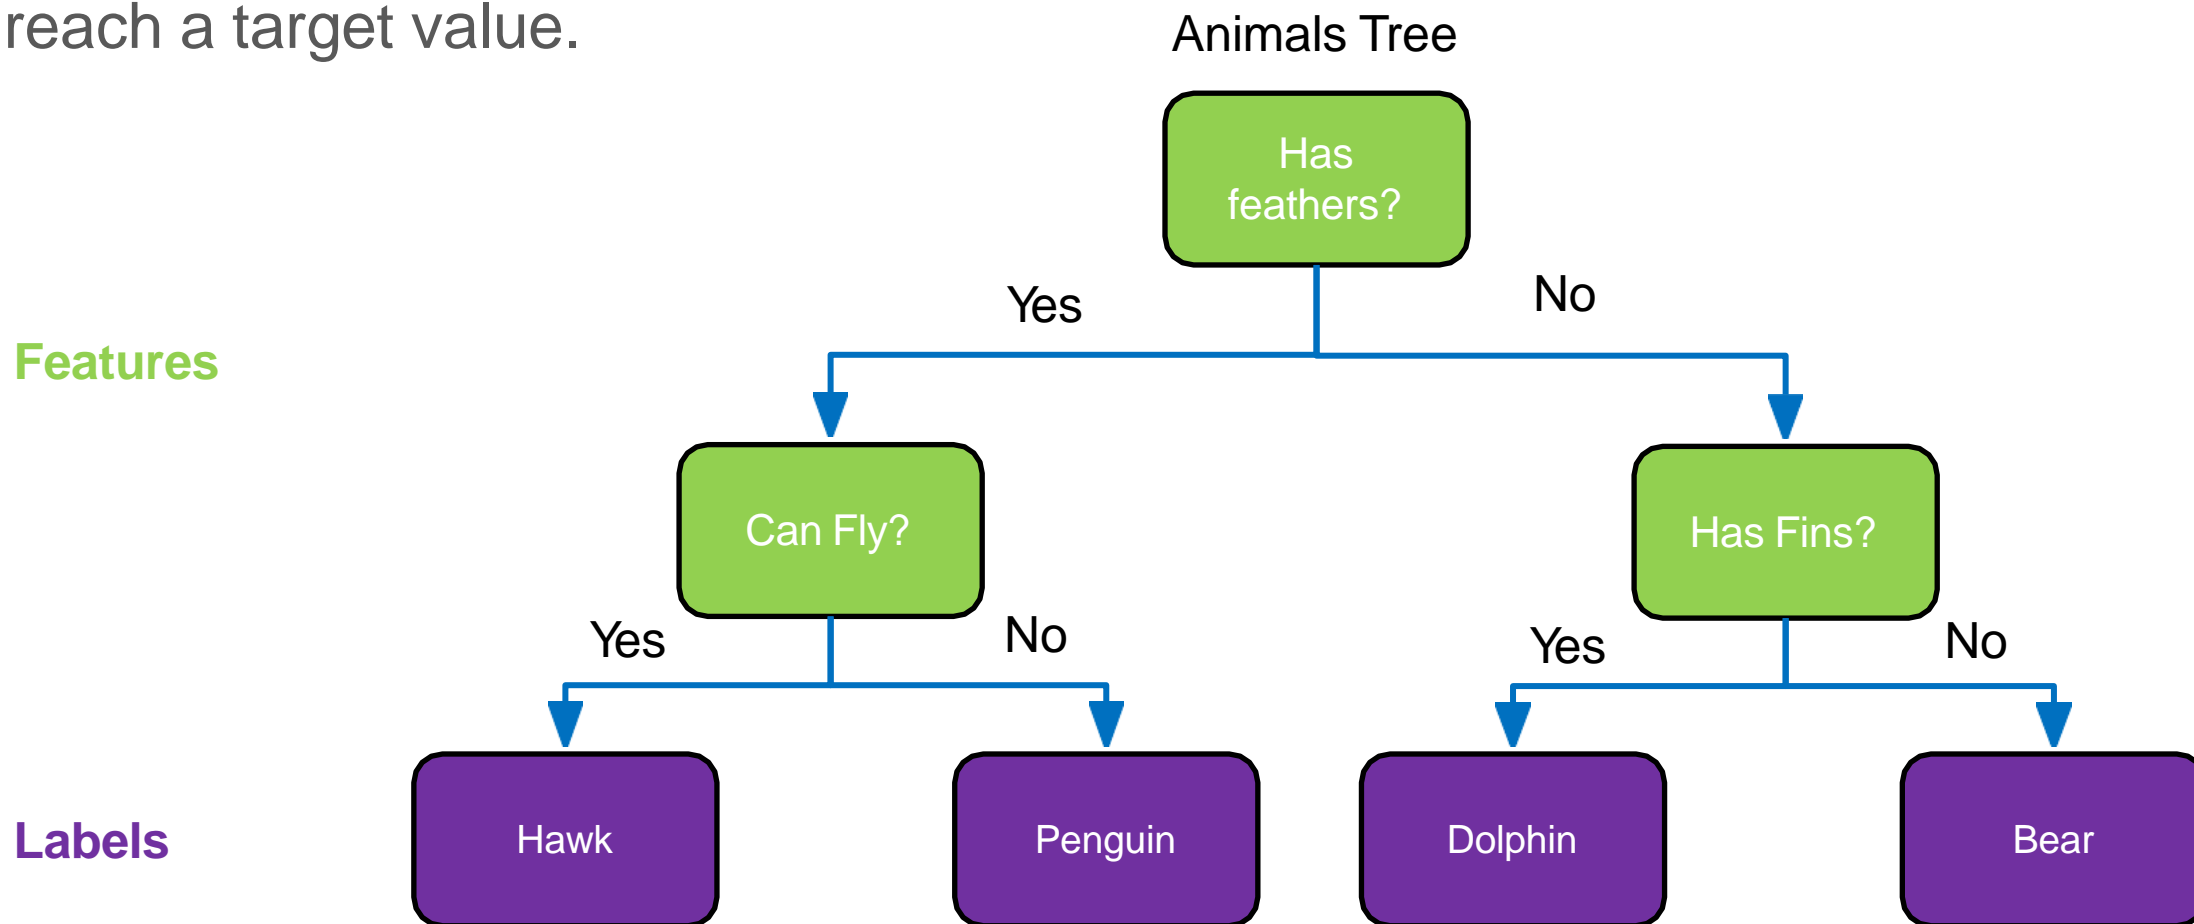 reach a target value.
Animals Tree
Has
feathers?
Yes
No
Features
Can Fly?
Has Fins?
Yes
No
Yes
No
Labels
Hawk
Penguin
Dolphin
Bear